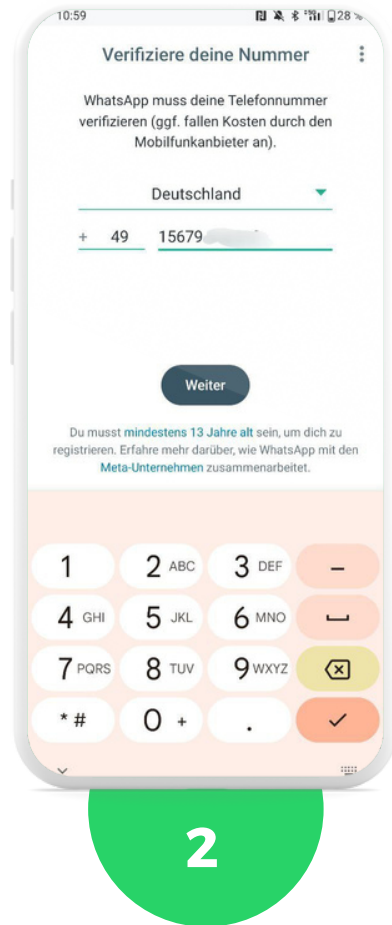 10:59 28 %
Verifiziere deine Nummer
WhatsApp muss deine Telefonnummer
verifizieren (ggf. fallen Kosten durch den
Mobilfunkanbieter an).
Deutschland
+ 49 15679
Weiter
Du musst mindestens 13 Jahre alt sein, um dich zu
registrieren. Erfahre mehr darüber, wie WhatsApp mit den
Meta-Unternehmen zusammenarbeitet.
1 2 ABC 3 DEF –
4 GHI 5 JKL 6 MNO
7 PQRS 8 TUV 9 WXYZ
* # 0 + .
2